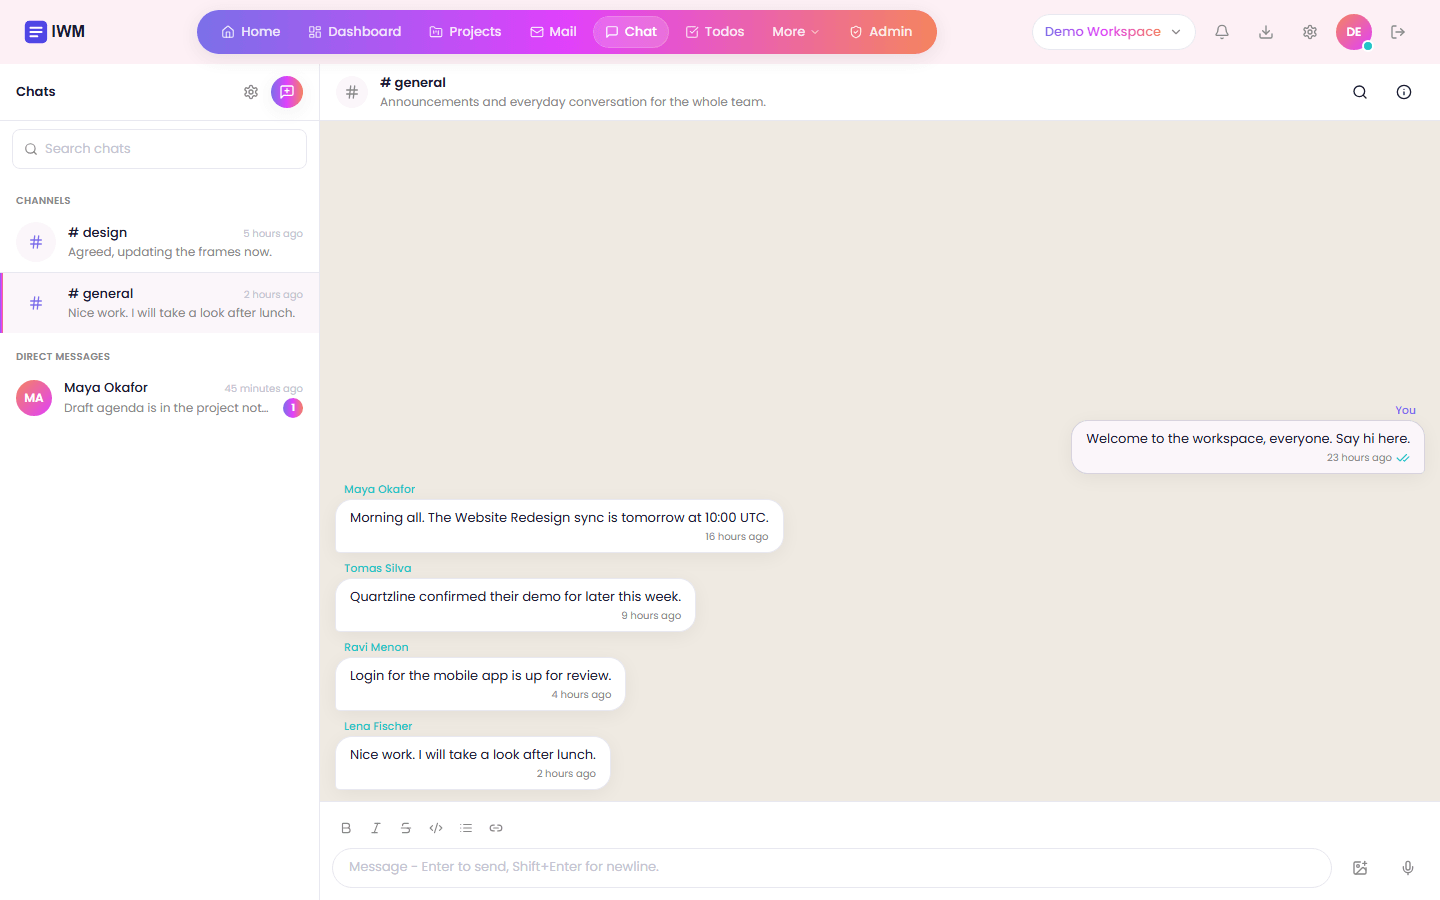 IWM
Home Dashboard Projects Mail Chat Todos More Admin
Demo Workspace
DE
Chats
Search chats
CHANNELS
# design 5 hours ago
Agreed, updating the frames now.
# general 2 hours ago
Nice work. I will take a look after lunch.
DIRECT MESSAGES
MA
Maya Okafor 45 minutes ago
Draft agenda is in the project not... 1
# general
Announcements and everyday conversation for the whole team.
You
Welcome to the workspace, everyone. Say hi here.
23 hours ago
Maya Okafor
Morning all. The Website Redesign sync is tomorrow at 10:00 UTC.
16 hours ago
Tomas Silva
Quartzline confirmed their demo for later this week.
9 hours ago
Ravi Menon
Login for the mobile app is up for review.
4 hours ago
Lena Fischer
Nice work. I will take a look after lunch.
2 hours ago
Message - Enter to send, Shift+Enter for newline.